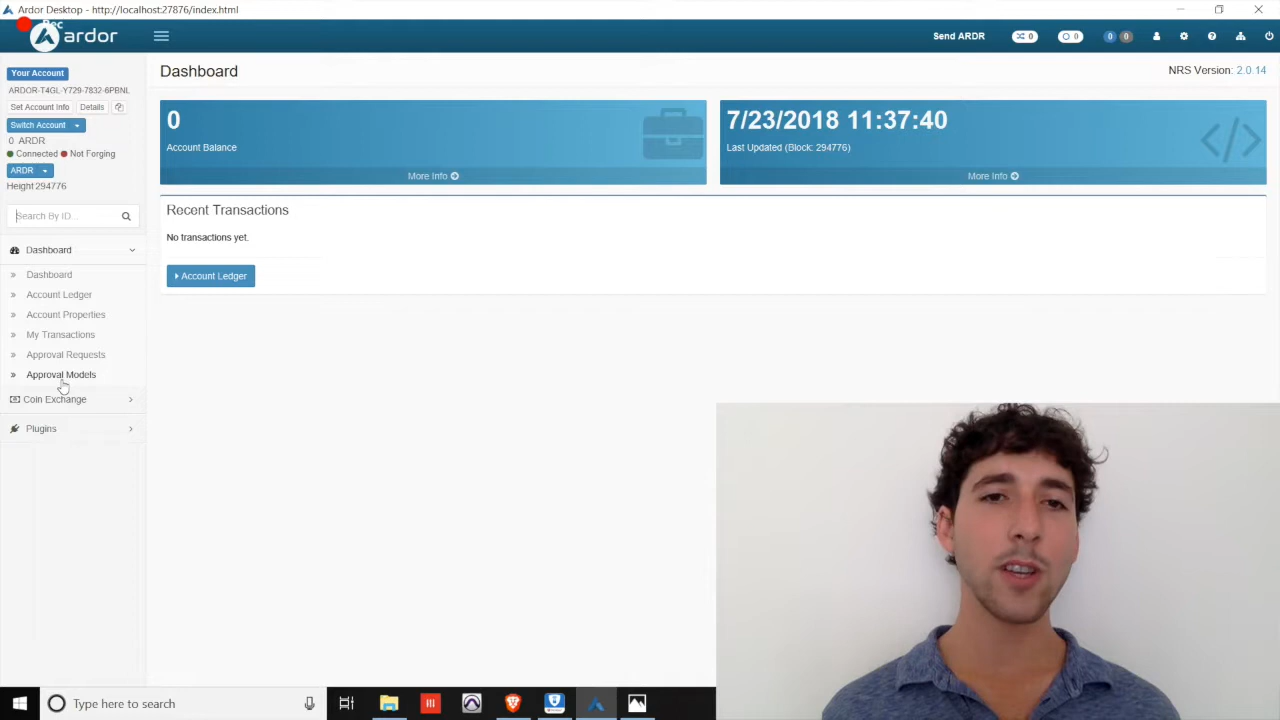 Ardor Desktop - http://localhost:27876/index.html
Rec
ardor
Send ARDR
0
0
0 0
Your Account
ARDOR-T4GL-Y729-7832-6PBNL
Set Account Info
Details
Switch Account
0 ARDR
Connected
Not Forging
ARDR
Height 294776
Search By ID...
Dashboard
» Dashboard
» Account Ledger
» Account Properties
» My Transactions
» Approval Requests
» Approval Models
Coin Exchange
Plugins
Dashboard
NRS Version: 2.0.14
0
Account Balance
More Info
7/23/2018 11:37:40
Last Updated (Block: 294776)
More Info
Recent Transactions
No transactions yet.
Account Ledger
Type here to search